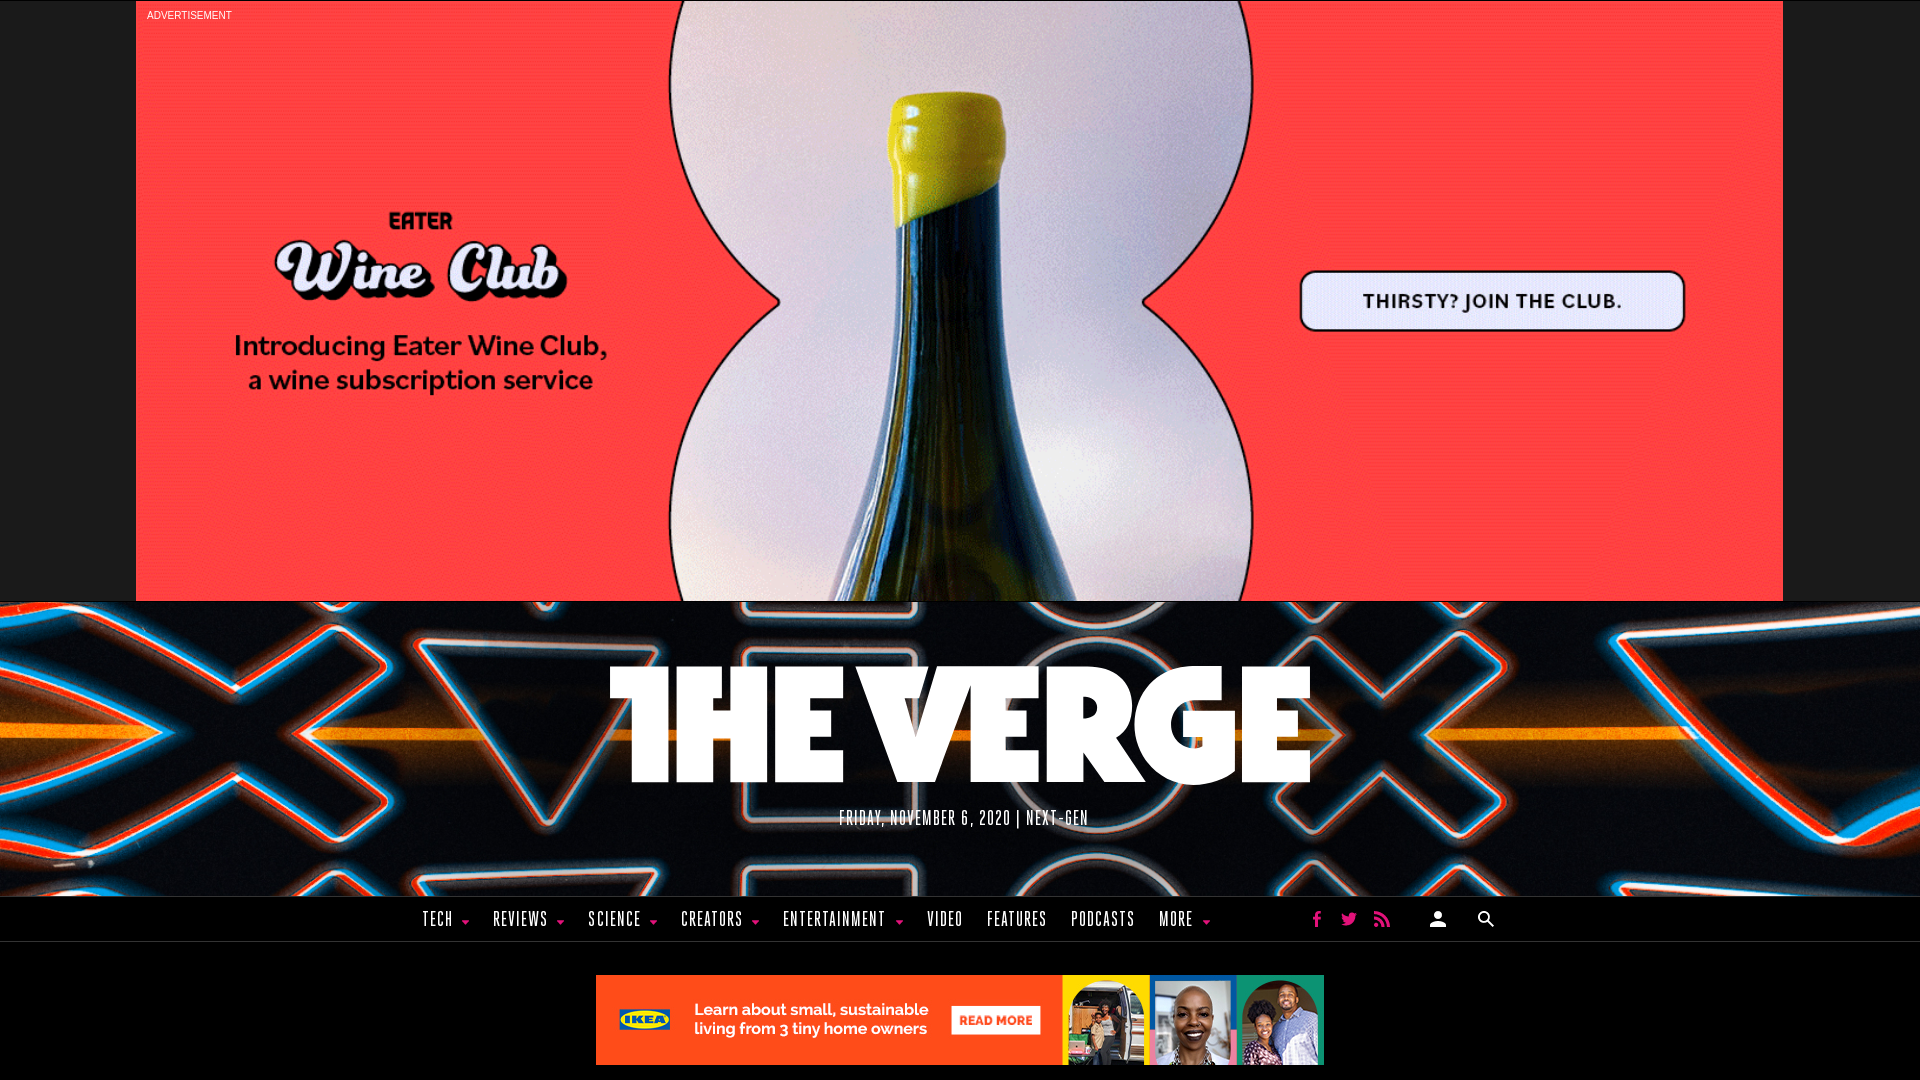 ADVERTISEMENT
EATER
Wine Club
Introducing Eater Wine Club,
a wine subscription service
THIRSTY? JOIN THE CLUB.
THE VERGE
FRIDAY, NOVEMBER 6, 2020 | NEXT-GEN
TECH REVIEWS SCIENCE CREATORS ENTERTAINMENT VIDEO FEATURES PODCASTS MORE
IKEA
Learn about small, sustainable
living from 3 tiny home owners
READ MORE